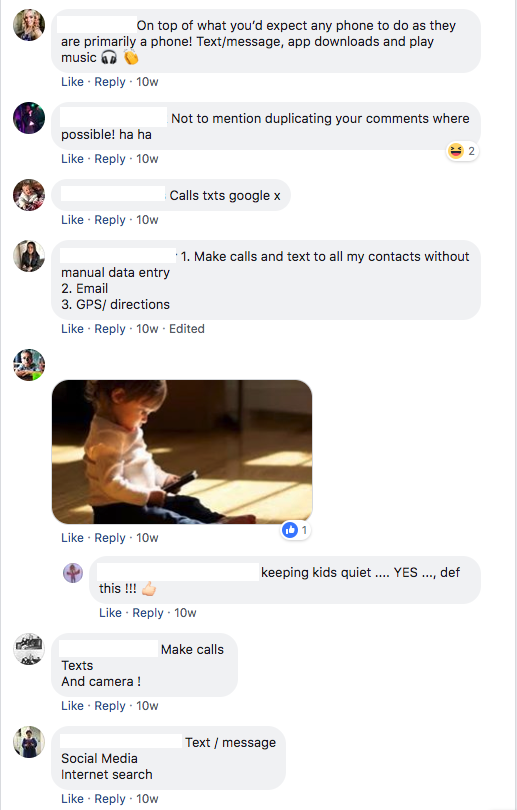 On top of what you'd expect any phone to do as they
are primarily a phone! Text/message, app downloads and play
music 🎧 👏
Like · Reply · 10w
Not to mention duplicating your comments where
possible! ha ha
2
Like · Reply · 10w
Calls txts google x
Like · Reply · 10w
1. Make calls and text to all my contacts without
manual data entry
2. Email
3. GPS/ directions
Like · Reply · 10w · Edited
1
Like · Reply · 10w
keeping kids quiet .... YES ..., def
this !!! 👍🏻
Like · Reply · 10w
Make calls
Texts
And camera !
Like · Reply · 10w
Text / message
Social Media
Internet search
Like · Reply · 10w